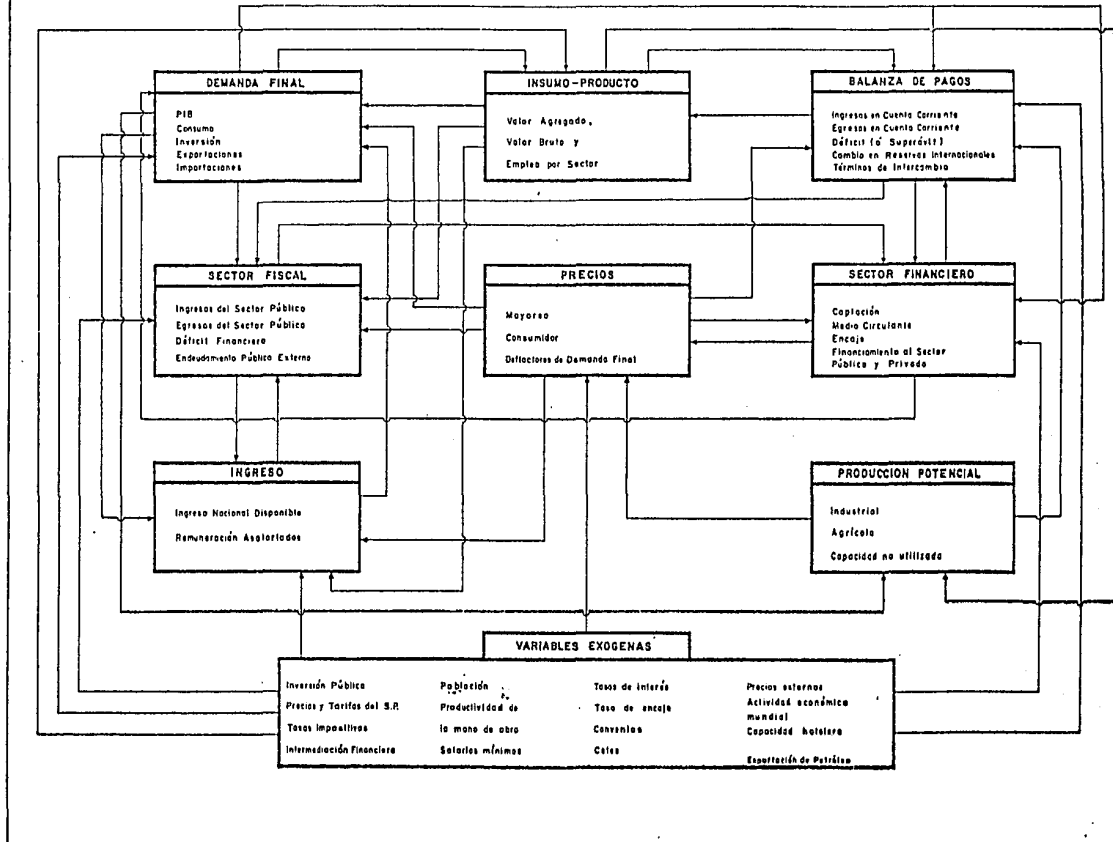 DEMANDA FINAL
PIB
Consumo
Inversión
Exportaciones
Importaciones
INSUMO-PRODUCTO
Valor Agregado,
Valor Bruto y
Empleo por Sector
BALANZA DE PAGOS
Ingresos en Cuenta Corriente
Egresos en Cuenta Corriente
Déficit (ó Superávit)
Cambio en Reservas Internacionales
Términos de Intercambio
SECTOR FISCAL
Ingresos del Sector Público
Egresos del Sector Público
Déficit Financiero
Endeudamiento Público Externo
PRECIOS
Mayoreo
Consumidor
Deflactores de Demanda Final
SECTOR FINANCIERO
Captación
Medio Circulante
Encaje
Financiamiento al Sector
Público y Privado
INGRESO
Ingreso Nacional Disponible
Remuneración Asalariados
PRODUCCION POTENCIAL
Industrial
Agrícola
Capacidad no utilizada
VARIABLES EXOGENAS
Inversión Pública
Precios y Tarifas del S.P.
Tasas Impositivas
Intermediación Financiera
Población
Productividad de
la mano de obra
Salarios mínimos
Tasas de interés
Tasa de encaje
Convenios
Cetes
Precios externos
Actividad económica
mundial
Capacidad hotelera
Exportación de Petróleo